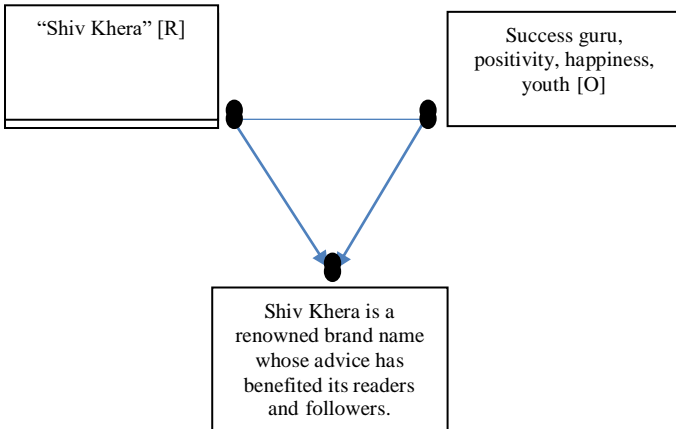 “Shiv Khera” [R]
Success guru,
positivity, happiness,
youth [O]
Shiv Khera is a
renowned brand name
whose advice has
benefited its readers
and followers.